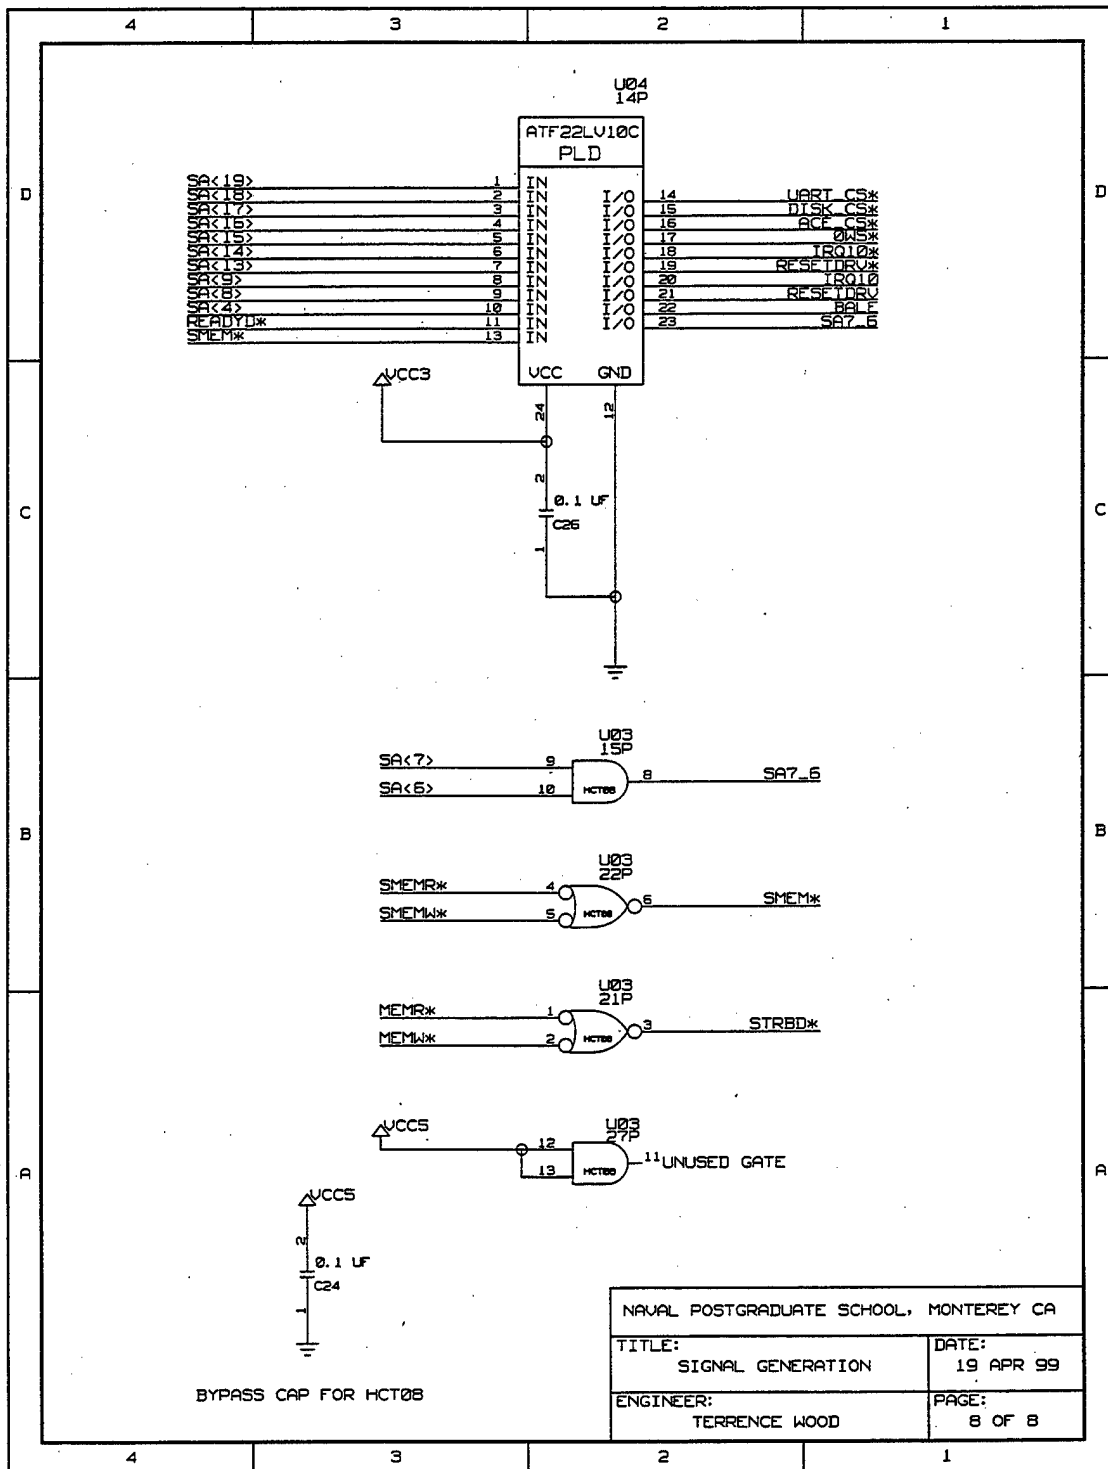 4 3 2 1
U04
14P
ATF22LV10C
PLD
D D
SA<19> 1 IN
SA<18> 2 IN I/O 14 UART_CS*
SA<17> 3 IN I/O 15 DISK_CS*
SA<16> 4 IN I/O 16 ACE_CS*
SA<15> 5 IN I/O 17 0WS*
SA<14> 6 IN I/O 18 IRQ10*
SA<13> 7 IN I/O 19 RESETDRV*
SA<9> 8 IN I/O 20 IRQ10
SA<8> 9 IN I/O 21 RESETDRV
SA<4> 10 IN I/O 22 BALE
READYD* 11 IN I/O 23 SA7_6
SMEM* 13 IN
VCC GND
VCC3
24 12
2
0.1 UF
C26
1
C C
U03
15P
SA<7> 9
HCT08 8 SA7_6
SA<6> 10
B B
U03
22P
SMEMR* 4
HCT08 6 SMEM*
SMEMW* 5
U03
21P
MEMR* 1
HCT08 3 STRBD*
MEMW* 2
VCC5
U03
27P
12
HCT08 11 UNUSED GATE
13
A A
VCC5
2
0.1 UF
C24
1
BYPASS CAP FOR HCT08
NAVAL POSTGRADUATE SCHOOL, MONTEREY CA
TITLE: DATE:
SIGNAL GENERATION 19 APR 99
ENGINEER: PAGE:
TERRENCE WOOD 8 OF 8
4 3 2 1